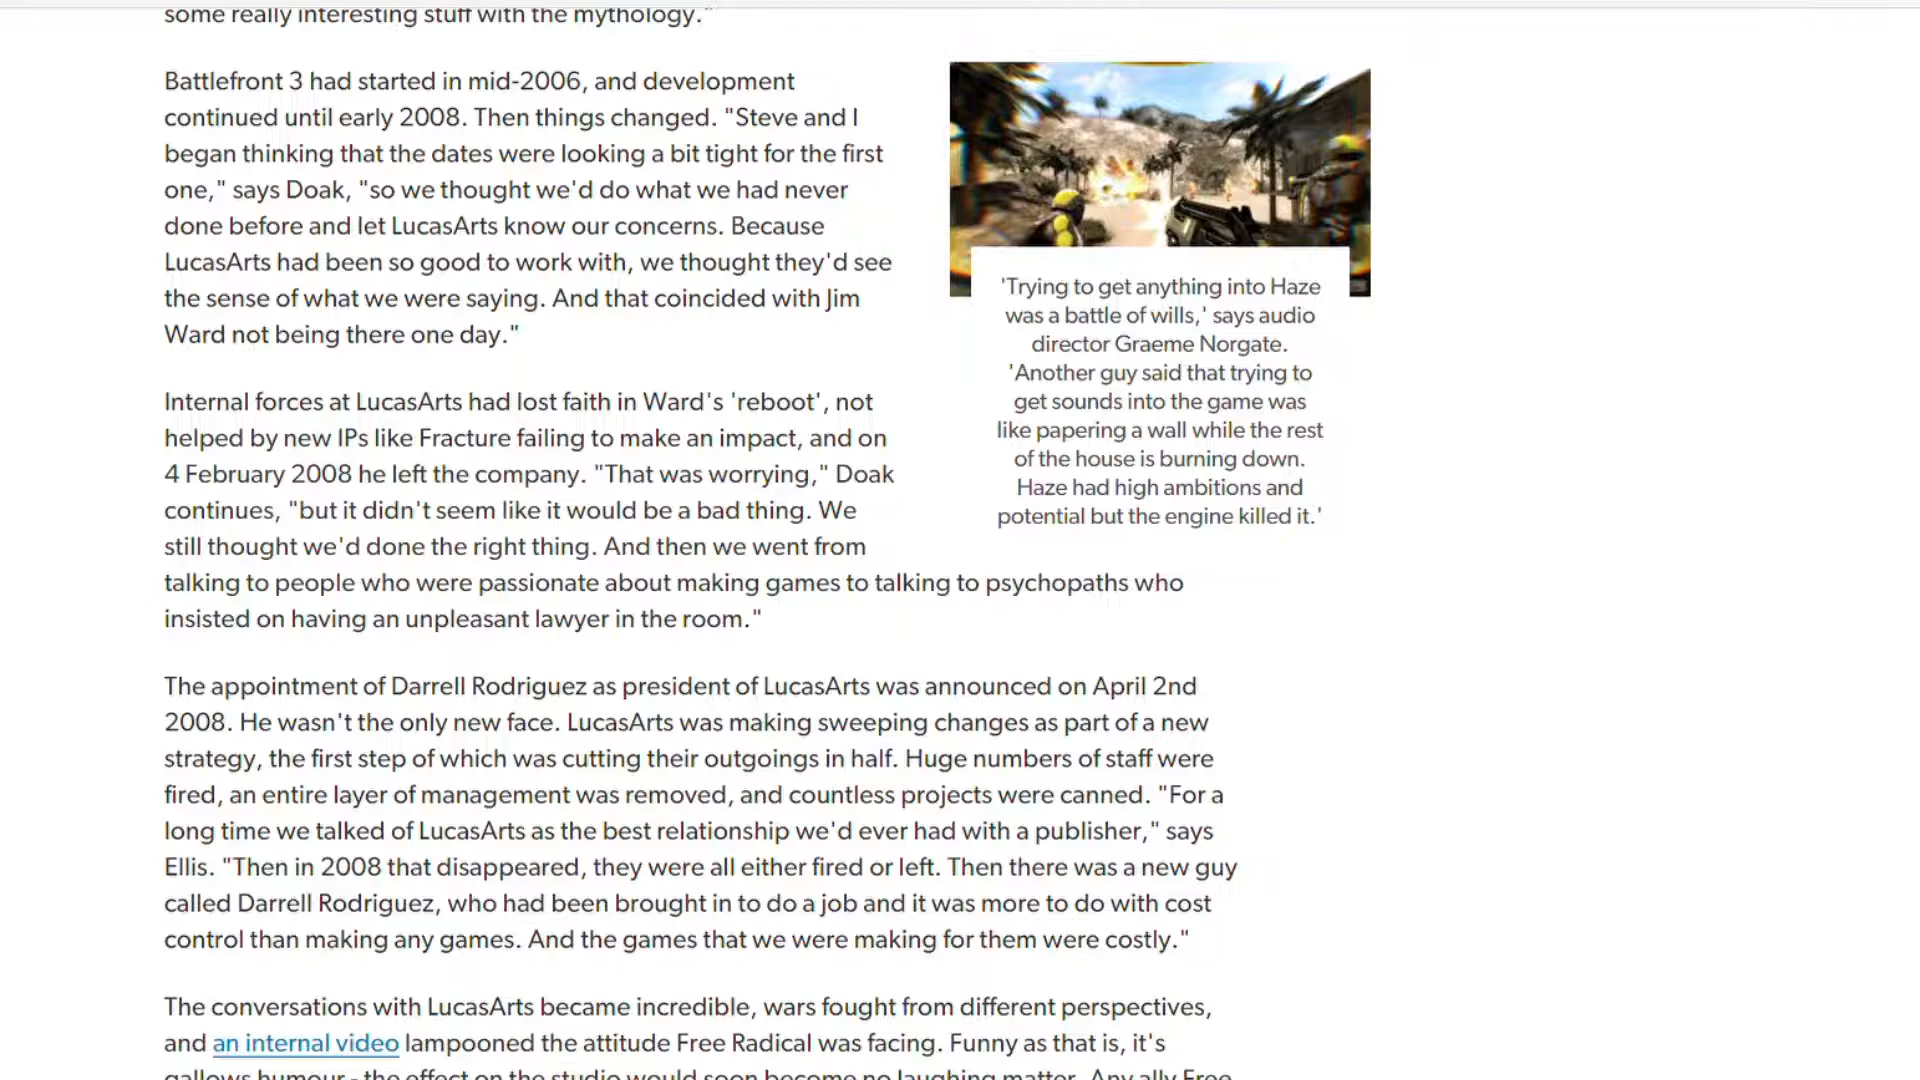 some really interesting stuff with the mythology."
Battlefront 3 had started in mid-2006, and development
continued until early 2008. Then things changed. "Steve and I
began thinking that the dates were looking a bit tight for the first
one," says Doak, "so we thought we'd do what we had never
done before and let LucasArts know our concerns. Because
LucasArts had been so good to work with, we thought they'd see
the sense of what we were saying. And that coincided with Jim
Ward not being there one day."
'Trying to get anything into Haze
was a battle of wills,' says audio
director Graeme Norgate.
'Another guy said that trying to
get sounds into the game was
like papering a wall while the rest
of the house is burning down.
Haze had high ambitions and
potential but the engine killed it.'
Internal forces at LucasArts had lost faith in Ward's 'reboot', not
helped by new IPs like Fracture failing to make an impact, and on
4 February 2008 he left the company. "That was worrying," Doak
continues, "but it didn't seem like it would be a bad thing. We
still thought we'd done the right thing. And then we went from
talking to people who were passionate about making games to talking to psychopaths who
insisted on having an unpleasant lawyer in the room."
The appointment of Darrell Rodriguez as president of LucasArts was announced on April 2nd
2008. He wasn't the only new face. LucasArts was making sweeping changes as part of a new
strategy, the first step of which was cutting their outgoings in half. Huge numbers of staff were
fired, an entire layer of management was removed, and countless projects were canned. "For a
long time we talked of LucasArts as the best relationship we'd ever had with a publisher," says
Ellis. "Then in 2008 that disappeared, they were all either fired or left. Then there was a new guy
called Darrell Rodriguez, who had been brought in to do a job and it was more to do with cost
control than making any games. And the games that we were making for them were costly."
The conversations with LucasArts became incredible, wars fought from different perspectives,
and an internal video lampooned the attitude Free Radical was facing. Funny as that is, it's
gallows humour - the effect on the studio would soon become no laughing matter. Any ally Free